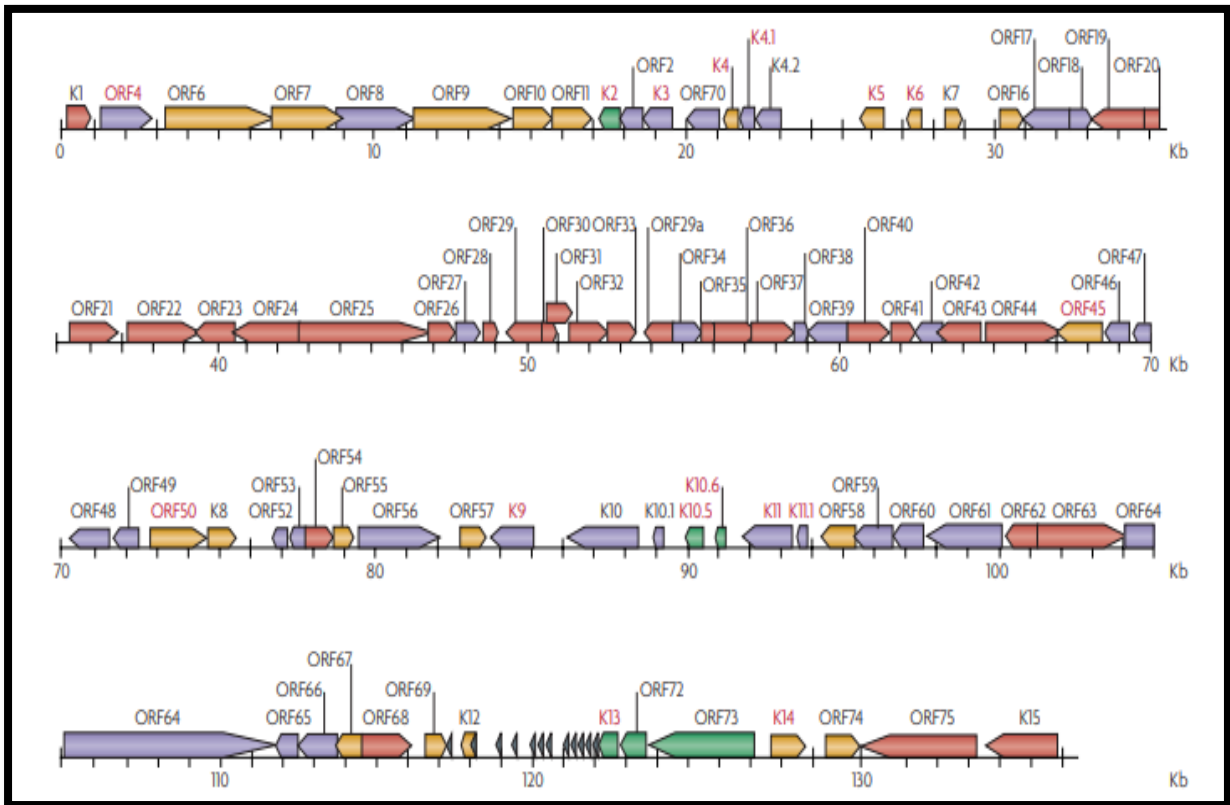 K4.1
ORF17 ORF19
K1 ORF4 ORF6 ORF7 ORF8 ORF9 ORF10 ORF11 K2 ORF2 K3 ORF70 K4 K4.2 K5 K6 K7 ORF16 ORF18 ORF20
0 10 20 30 Kb
ORF29 ORF30 ORF33 ORF29a ORF36 ORF40
ORF28 ORF31 ORF34 ORF38 ORF47
ORF27 ORF32 ORF35 ORF37 ORF42 ORF46
ORF21 ORF22 ORF23 ORF24 ORF25 ORF26 ORF39 ORF41 ORF43 ORF44 ORF45
40 50 60 70 Kb
ORF54
ORF49 ORF53 ORF55 K10.6 ORF59
ORF48 ORF50 K8 ORF52 ORF56 ORF57 K9 K10 K10.1 K10.5 K11 K11.1 ORF58 ORF60 ORF61 ORF62 ORF63 ORF64
70 80 90 100 Kb
ORF67
ORF66 ORF69 ORF72
ORF64 ORF65 ORF68 K12 K13 ORF73 K14 ORF74 ORF75 K15
110 120 130 Kb